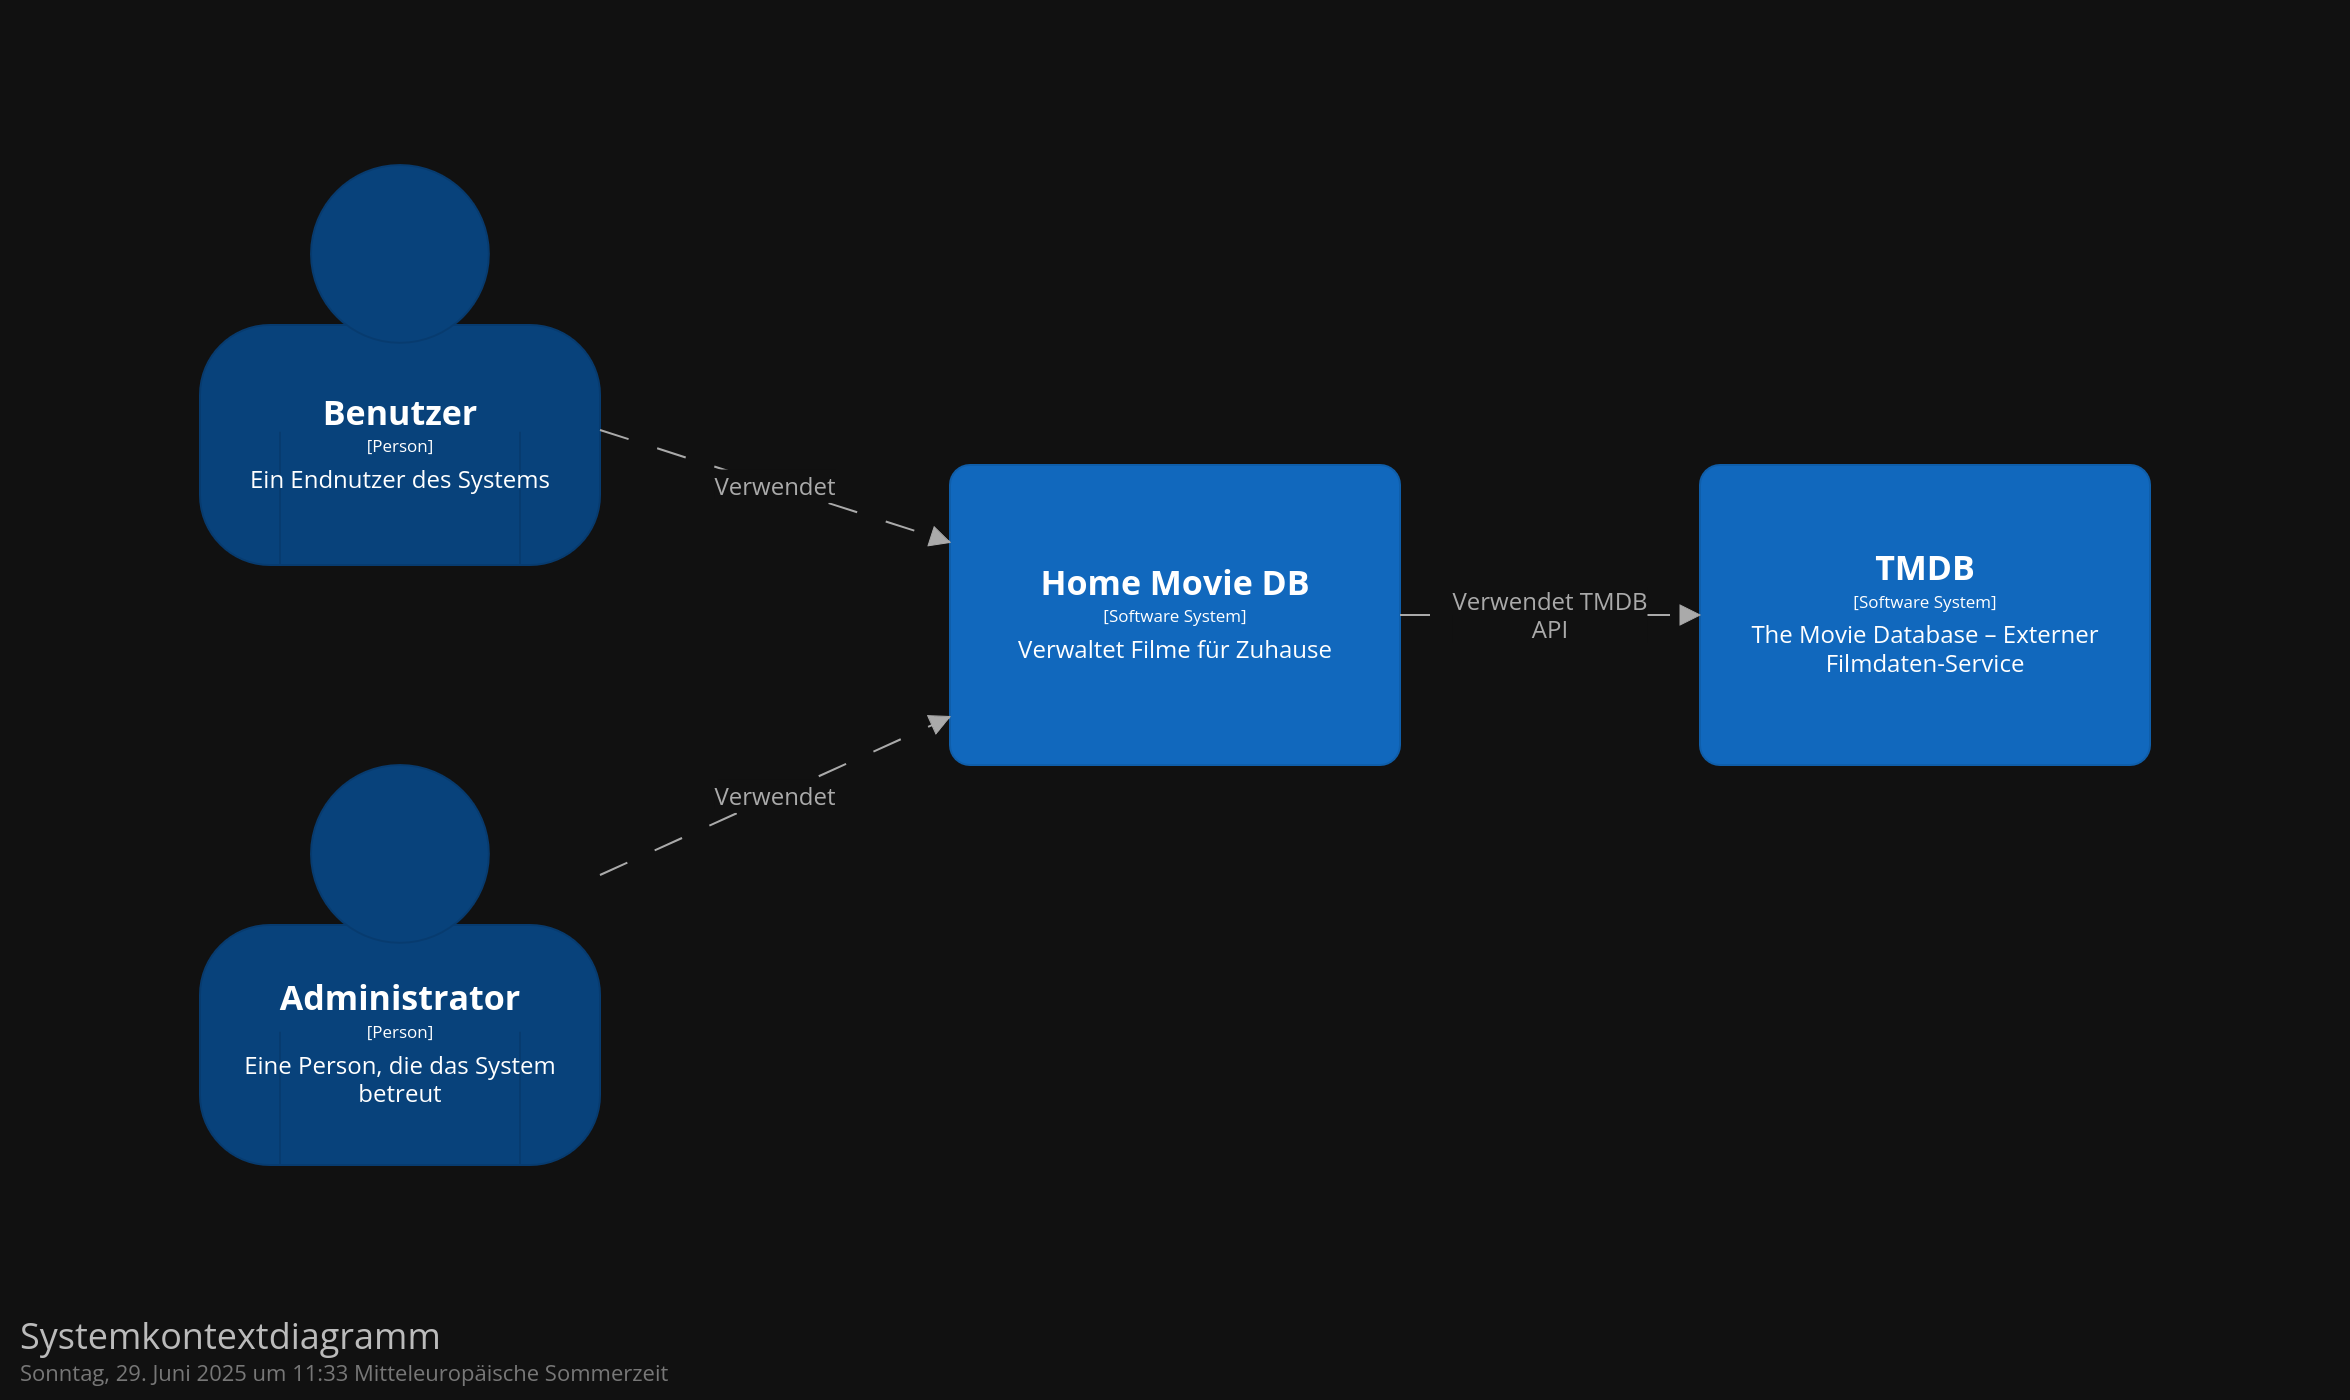 Benutzer
[Person]
Ein Endnutzer des Systems
Verwendet
Home Movie DB
[Software System]
Verwaltet Filme für Zuhause
Verwendet TMDB
API
TMDB
[Software System]
The Movie Database – Externer
Filmdaten-Service
Verwendet
Administrator
[Person]
Eine Person, die das System
betreut
Systemkontextdiagramm
Sonntag, 29. Juni 2025 um 11:33 Mitteleuropäische Sommerzeit